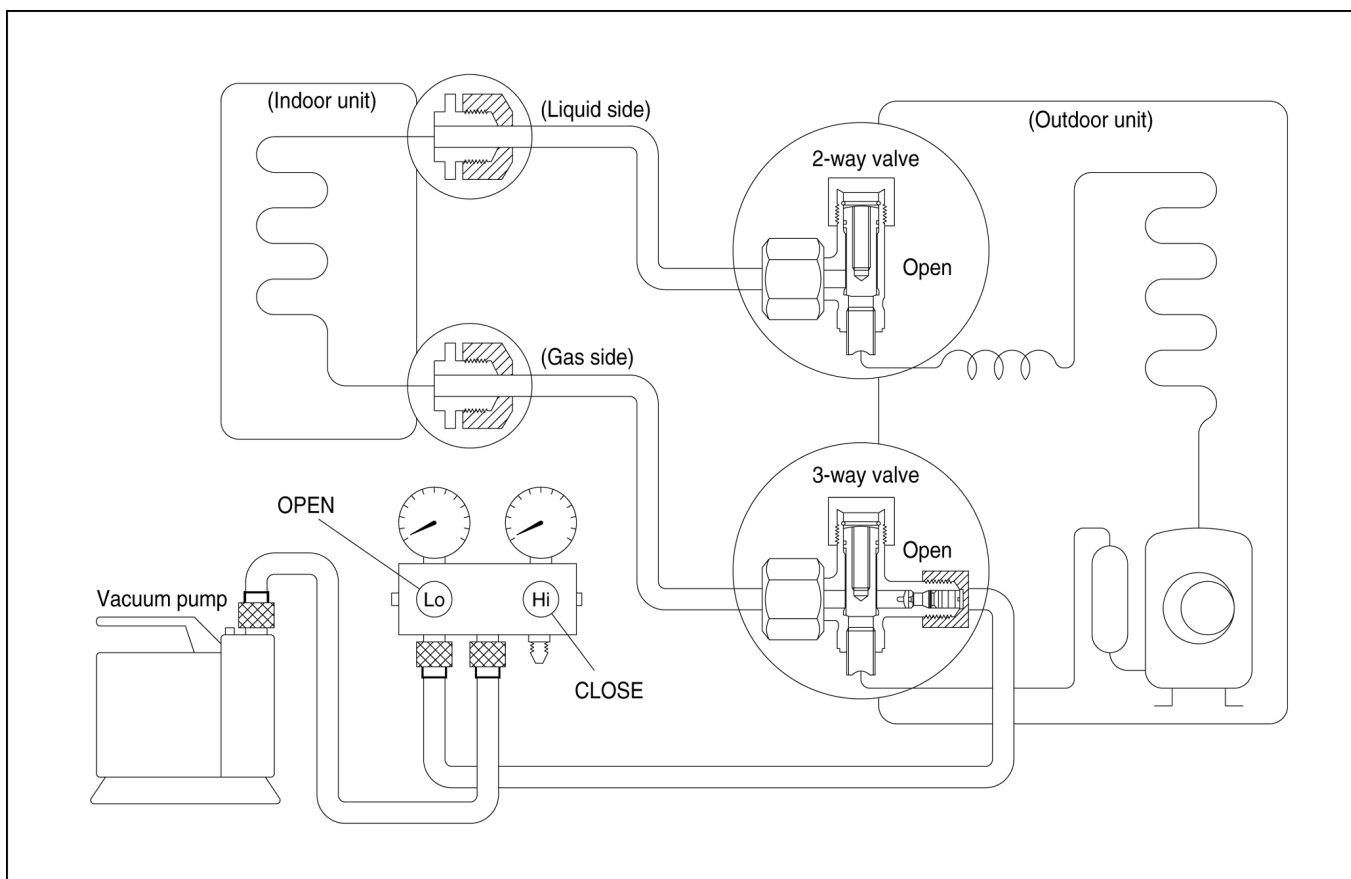 (Indoor unit)
(Liquid side)
(Outdoor unit)
2-way valve
Open
(Gas side)
3-way valve
OPEN
Open
Vacuum pump
Lo
Hi
CLOSE